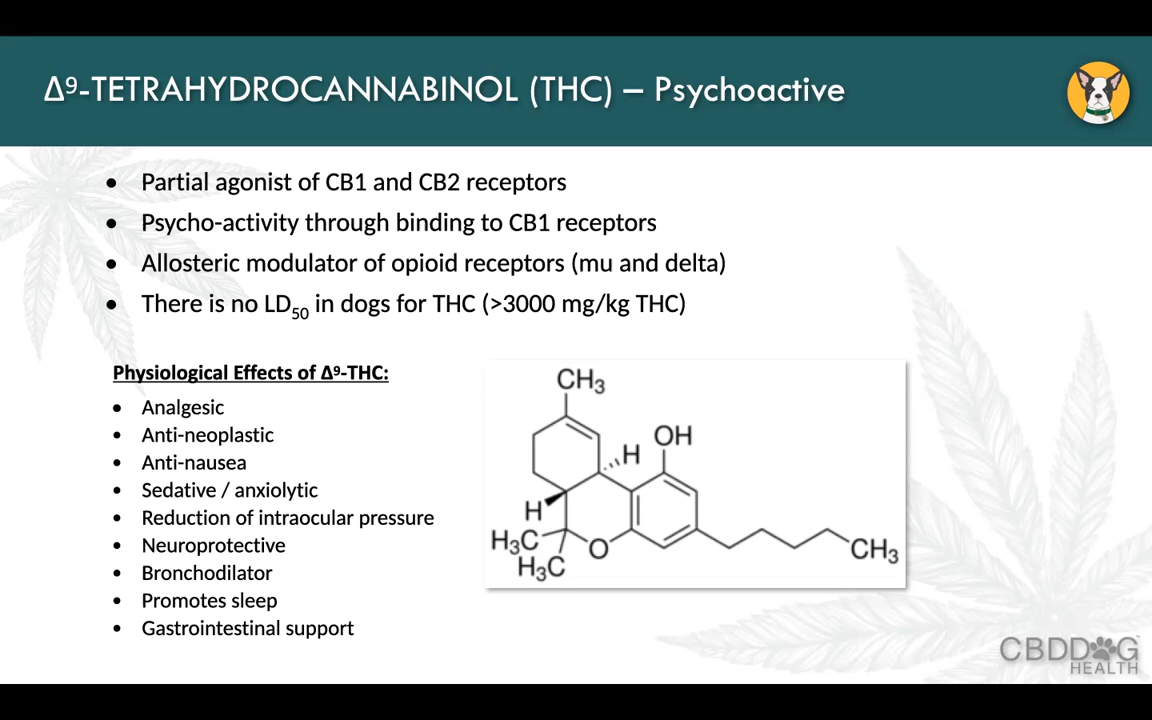 Δ⁹-TETRAHYDROCANNABINOL (THC) – Psychoactive
• Partial agonist of CB1 and CB2 receptors
• Psycho-activity through binding to CB1 receptors
• Allosteric modulator of opioid receptors (mu and delta)
• There is no LD₅₀ in dogs for THC (>3000 mg/kg THC)
Physiological Effects of Δ⁹-THC:
• Analgesic
• Anti-neoplastic
• Anti-nausea
• Sedative / anxiolytic
• Reduction of intraocular pressure
• Neuroprotective
• Bronchodilator
• Promotes sleep
• Gastrointestinal support
CH₃
OH
H
H
H₃C
O
H₃C
CH₃
CBDDOG
HEALTH